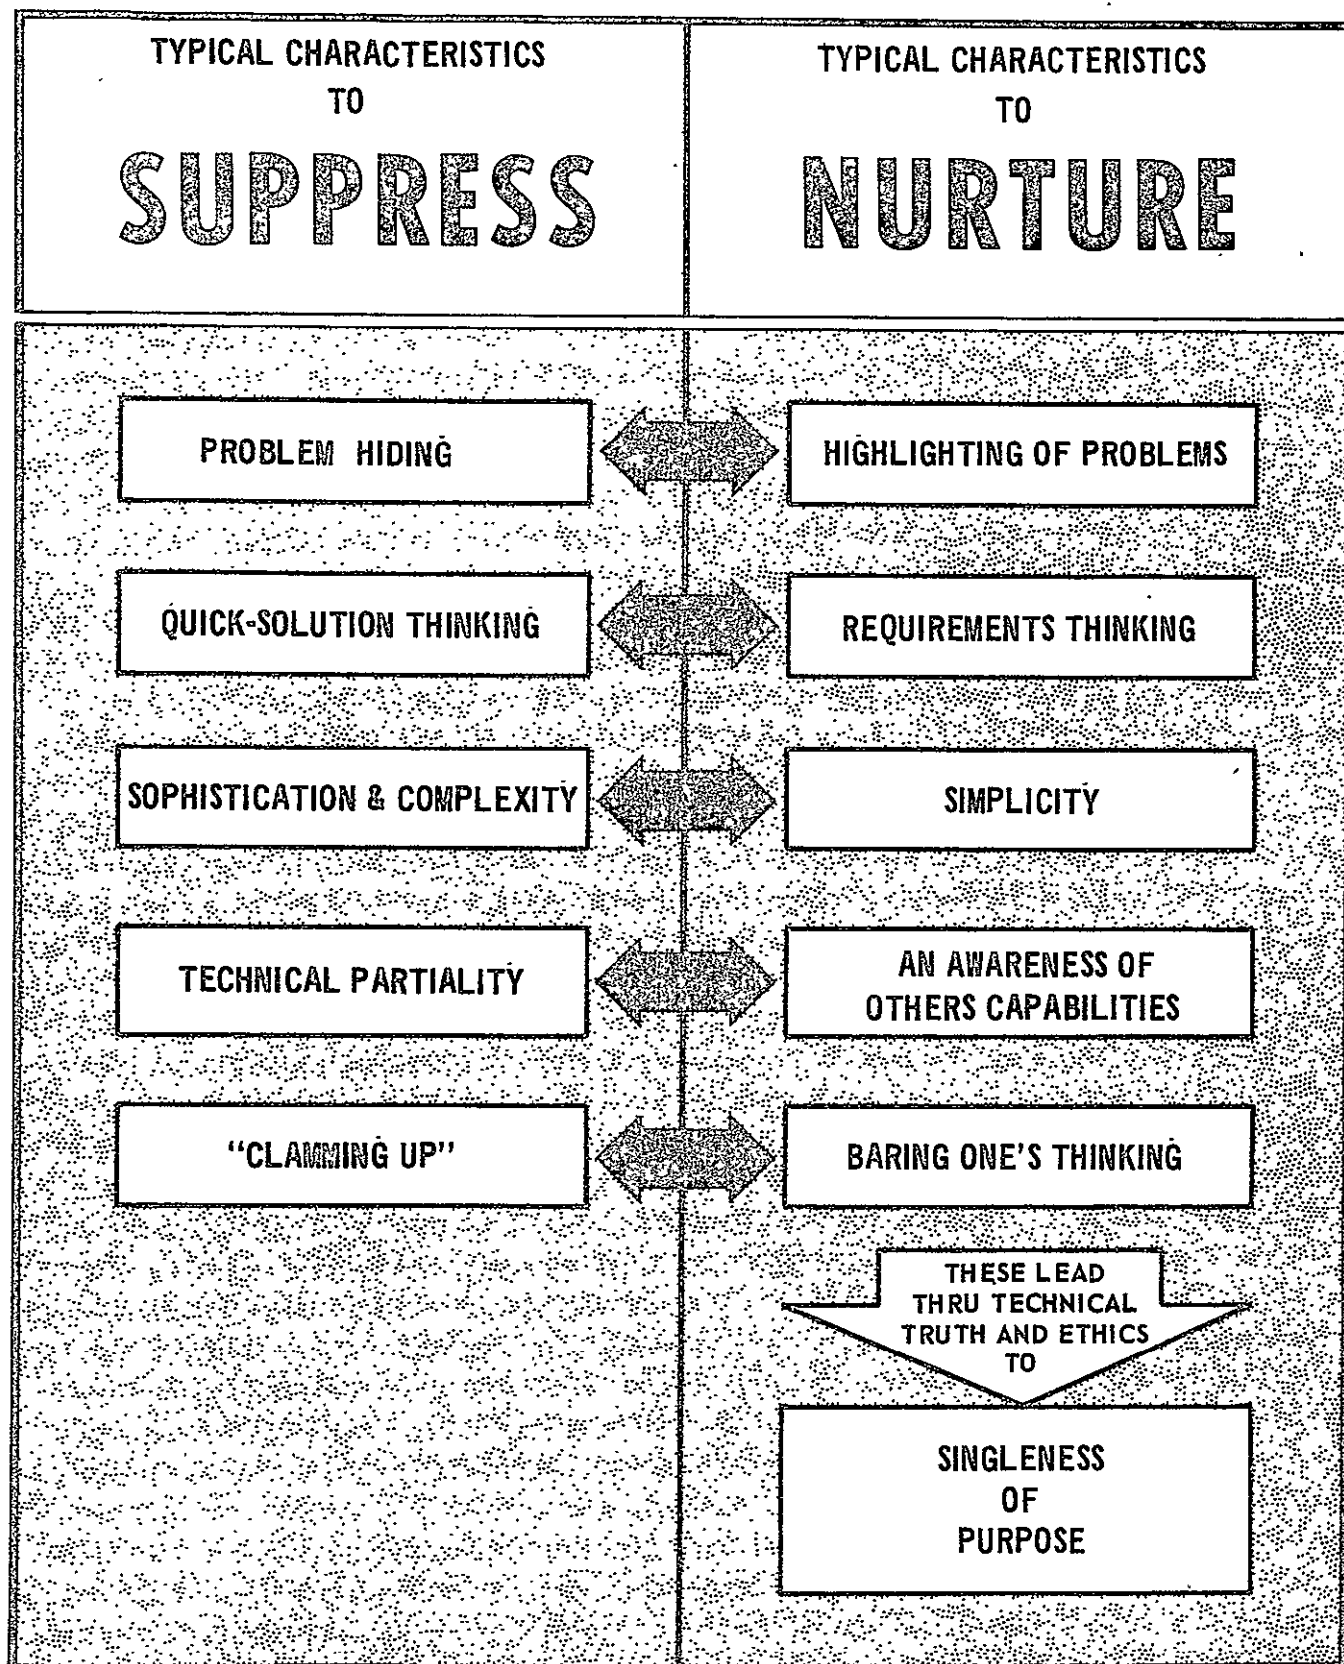 TYPICAL CHARACTERISTICS
TO
SUPPRESS
TYPICAL CHARACTERISTICS
TO
NURTURE
PROBLEM HIDING
HIGHLIGHTING OF PROBLEMS
QUICK-SOLUTION THINKING
REQUIREMENTS THINKING
SOPHISTICATION & COMPLEXITY
SIMPLICITY
TECHNICAL PARTIALITY
AN AWARENESS OF
OTHERS CAPABILITIES
"CLAMMING UP"
BARING ONE'S THINKING
THESE LEAD
THRU TECHNICAL
TRUTH AND ETHICS
TO
SINGLENESS
OF
PURPOSE